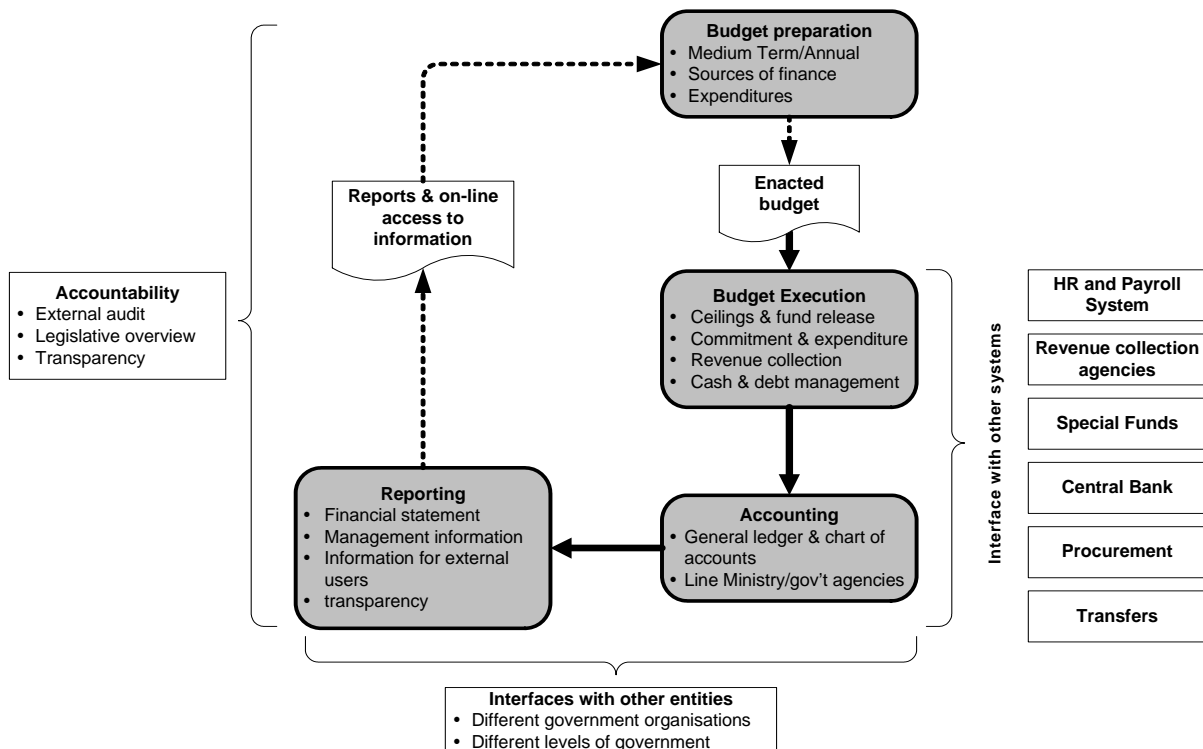 Budget preparation
• Medium Term/Annual
• Sources of finance
• Expenditures
Enacted
budget
Reports & on-line
access to
information
Accountability
• External audit
• Legislative overview
• Transparency
Budget Execution
• Ceilings & fund release
• Commitment & expenditure
• Revenue collection
• Cash & debt management
Interface with other systems
HR and Payroll
System
Revenue collection
agencies
Special Funds
Central Bank
Procurement
Transfers
Reporting
• Financial statement
• Management information
• Information for external
users
• transparency
Accounting
• General ledger & chart of
accounts
• Line Ministry/gov't agencies
Interfaces with other entities
• Different government organisations
• Different levels of government